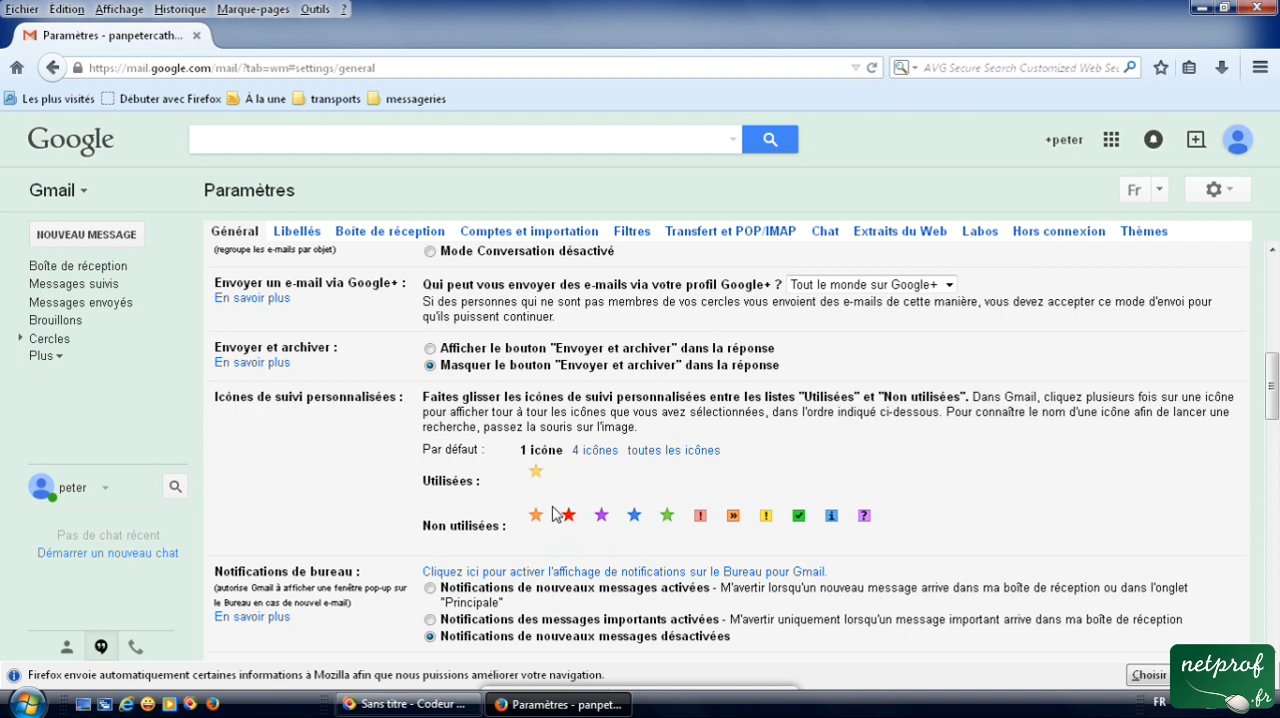 Fichier Édition Affichage Historique Marque-pages Outils ?
Paramètres - panpetercath...
https://mail.google.com/mail/?tab=wm#settings/general
AVG Secure Search Customized Web Sec
Les plus visités Débuter avec Firefox À la une transports messageries
Google
+peter
Gmail
Paramètres
Fr
NOUVEAU MESSAGE
Boîte de réception
Messages suivis
Messages envoyés
Brouillons
Cercles
Plus
peter
Pas de chat récent
Démarrer un nouveau chat
Général Libellés Boîte de réception Comptes et importation Filtres Transfert et POP/IMAP Chat Extraits du Web Labos Hors connexion Thèmes
(regroupe les e-mails par objet)
Mode Conversation désactivé
Envoyer un e-mail via Google+ :
En savoir plus
Qui peut vous envoyer des e-mails via votre profil Google+ ? Tout le monde sur Google+
Si des personnes qui ne sont pas membres de vos cercles vous envoient des e-mails de cette manière, vous devez accepter ce mode d'envoi pour
qu'ils puissent continuer.
Envoyer et archiver :
En savoir plus
Afficher le bouton "Envoyer et archiver" dans la réponse
Masquer le bouton "Envoyer et archiver" dans la réponse
Icônes de suivi personnalisées :
Faites glisser les icônes de suivi personnalisées entre les listes "Utilisées" et "Non utilisées". Dans Gmail, cliquez plusieurs fois sur une icône
pour afficher tour à tour les icônes que vous avez sélectionnées, dans l'ordre indiqué ci-dessous. Pour connaître le nom d'une icône afin de lancer une
recherche, passez la souris sur l'image.
Par défaut : 1 icône 4 icônes toutes les icônes
Utilisées :
Non utilisées :
Notifications de bureau :
(autorise Gmail à afficher une fenêtre pop-up sur
le Bureau en cas de nouvel e-mail)
En savoir plus
Cliquez ici pour activer l'affichage de notifications sur le Bureau pour Gmail.
Notifications de nouveaux messages activées - M'avertir lorsqu'un nouveau message arrive dans ma boîte de réception ou dans l'onglet
"Principale"
Notifications des messages importants activées - M'avertir uniquement lorsqu'un message important arrive dans ma boîte de réception
Notifications de nouveaux messages désactivées
Firefox envoie automatiquement certaines informations à Mozilla afin que nous puissions améliorer votre navigation.
Choisir
Sans titre - Codeur ...
Paramètres - panpet...
FR
netprof
.fr